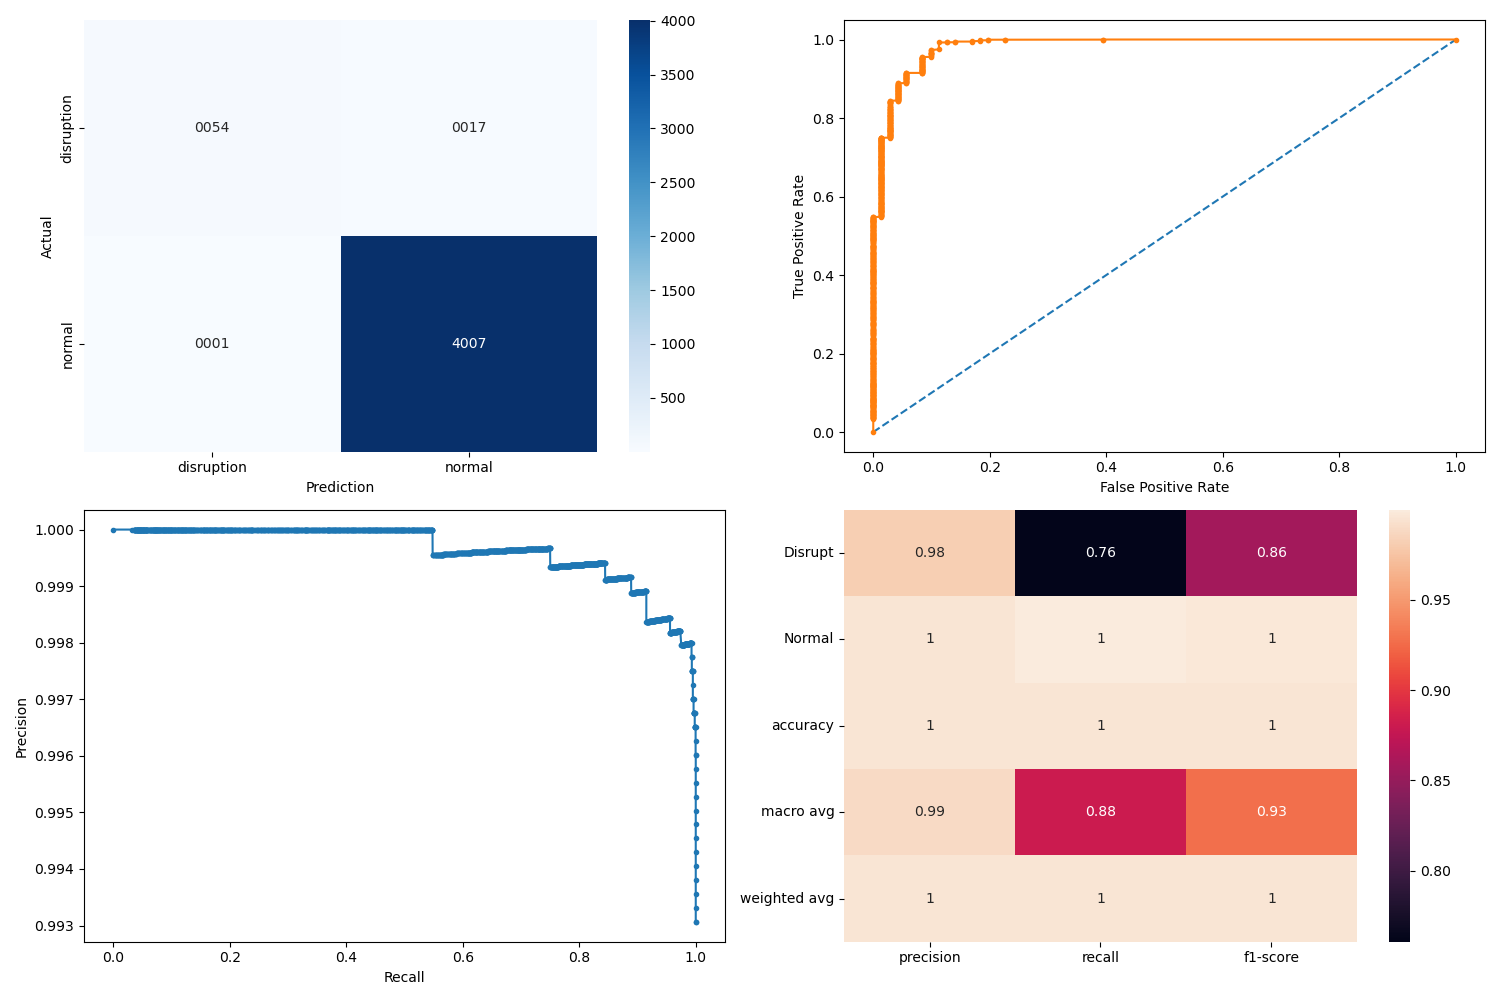 disruption
normal
Actual
0054
0017
0001
4007
disruption
normal
Prediction
4000
3500
3000
2500
2000
1500
1000
500
True Positive Rate
1.0
0.8
0.6
0.4
0.2
0.0
0.0
0.2
0.4
0.6
0.8
1.0
False Positive Rate
Precision
1.000
0.999
0.998
0.997
0.996
0.995
0.994
0.993
0.0
0.2
0.4
0.6
0.8
1.0
Recall
Disrupt 0.98 0.76 0.86
Normal 1 1 1
accuracy 1 1 1
macro avg 0.99 0.88 0.93
weighted avg 1 1 1
precision recall f1-score
0.95
0.90
0.85
0.80